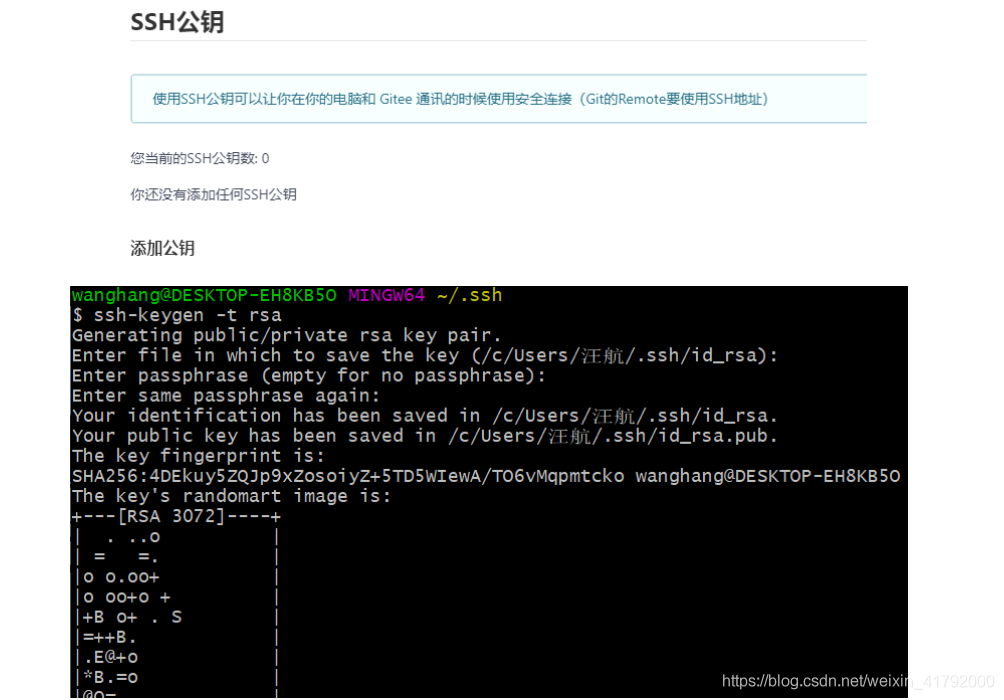 SSH公钥
使用SSH公钥可以让你在你的电脑和 Gitee 通讯的时候使用安全连接（Git的Remote要使用SSH地址）
您当前的SSH公钥数: 0
你还没有添加任何SSH公钥
添加公钥
wanghang@DESKTOP-EH8KB5O MINGW64 ~/.ssh
$ ssh-keygen -t rsa
Generating public/private rsa key pair.
Enter file in which to save the key (/c/Users/汪航/.ssh/id_rsa):
Enter passphrase (empty for no passphrase):
Enter same passphrase again:
Your identification has been saved in /c/Users/汪航/.ssh/id_rsa.
Your public key has been saved in /c/Users/汪航/.ssh/id_rsa.pub.
The key fingerprint is:
SHA256:4DEkuy5ZQJp9xZosoiyZ+5TD5WIewA/TO6vMqpmtcko wanghang@DESKTOP-EH8KB5O
The key's randomart image is:
+---[RSA 3072]----+
|  . ..o          |
| =   =.          |
|o o.oo+          |
|o oo+o +         |
|+B o+ . S        |
|=++B.            |
|.E@+o            |
|*B.=o            |
|@O=              |
https://blog.csdn.net/weixin_41792000